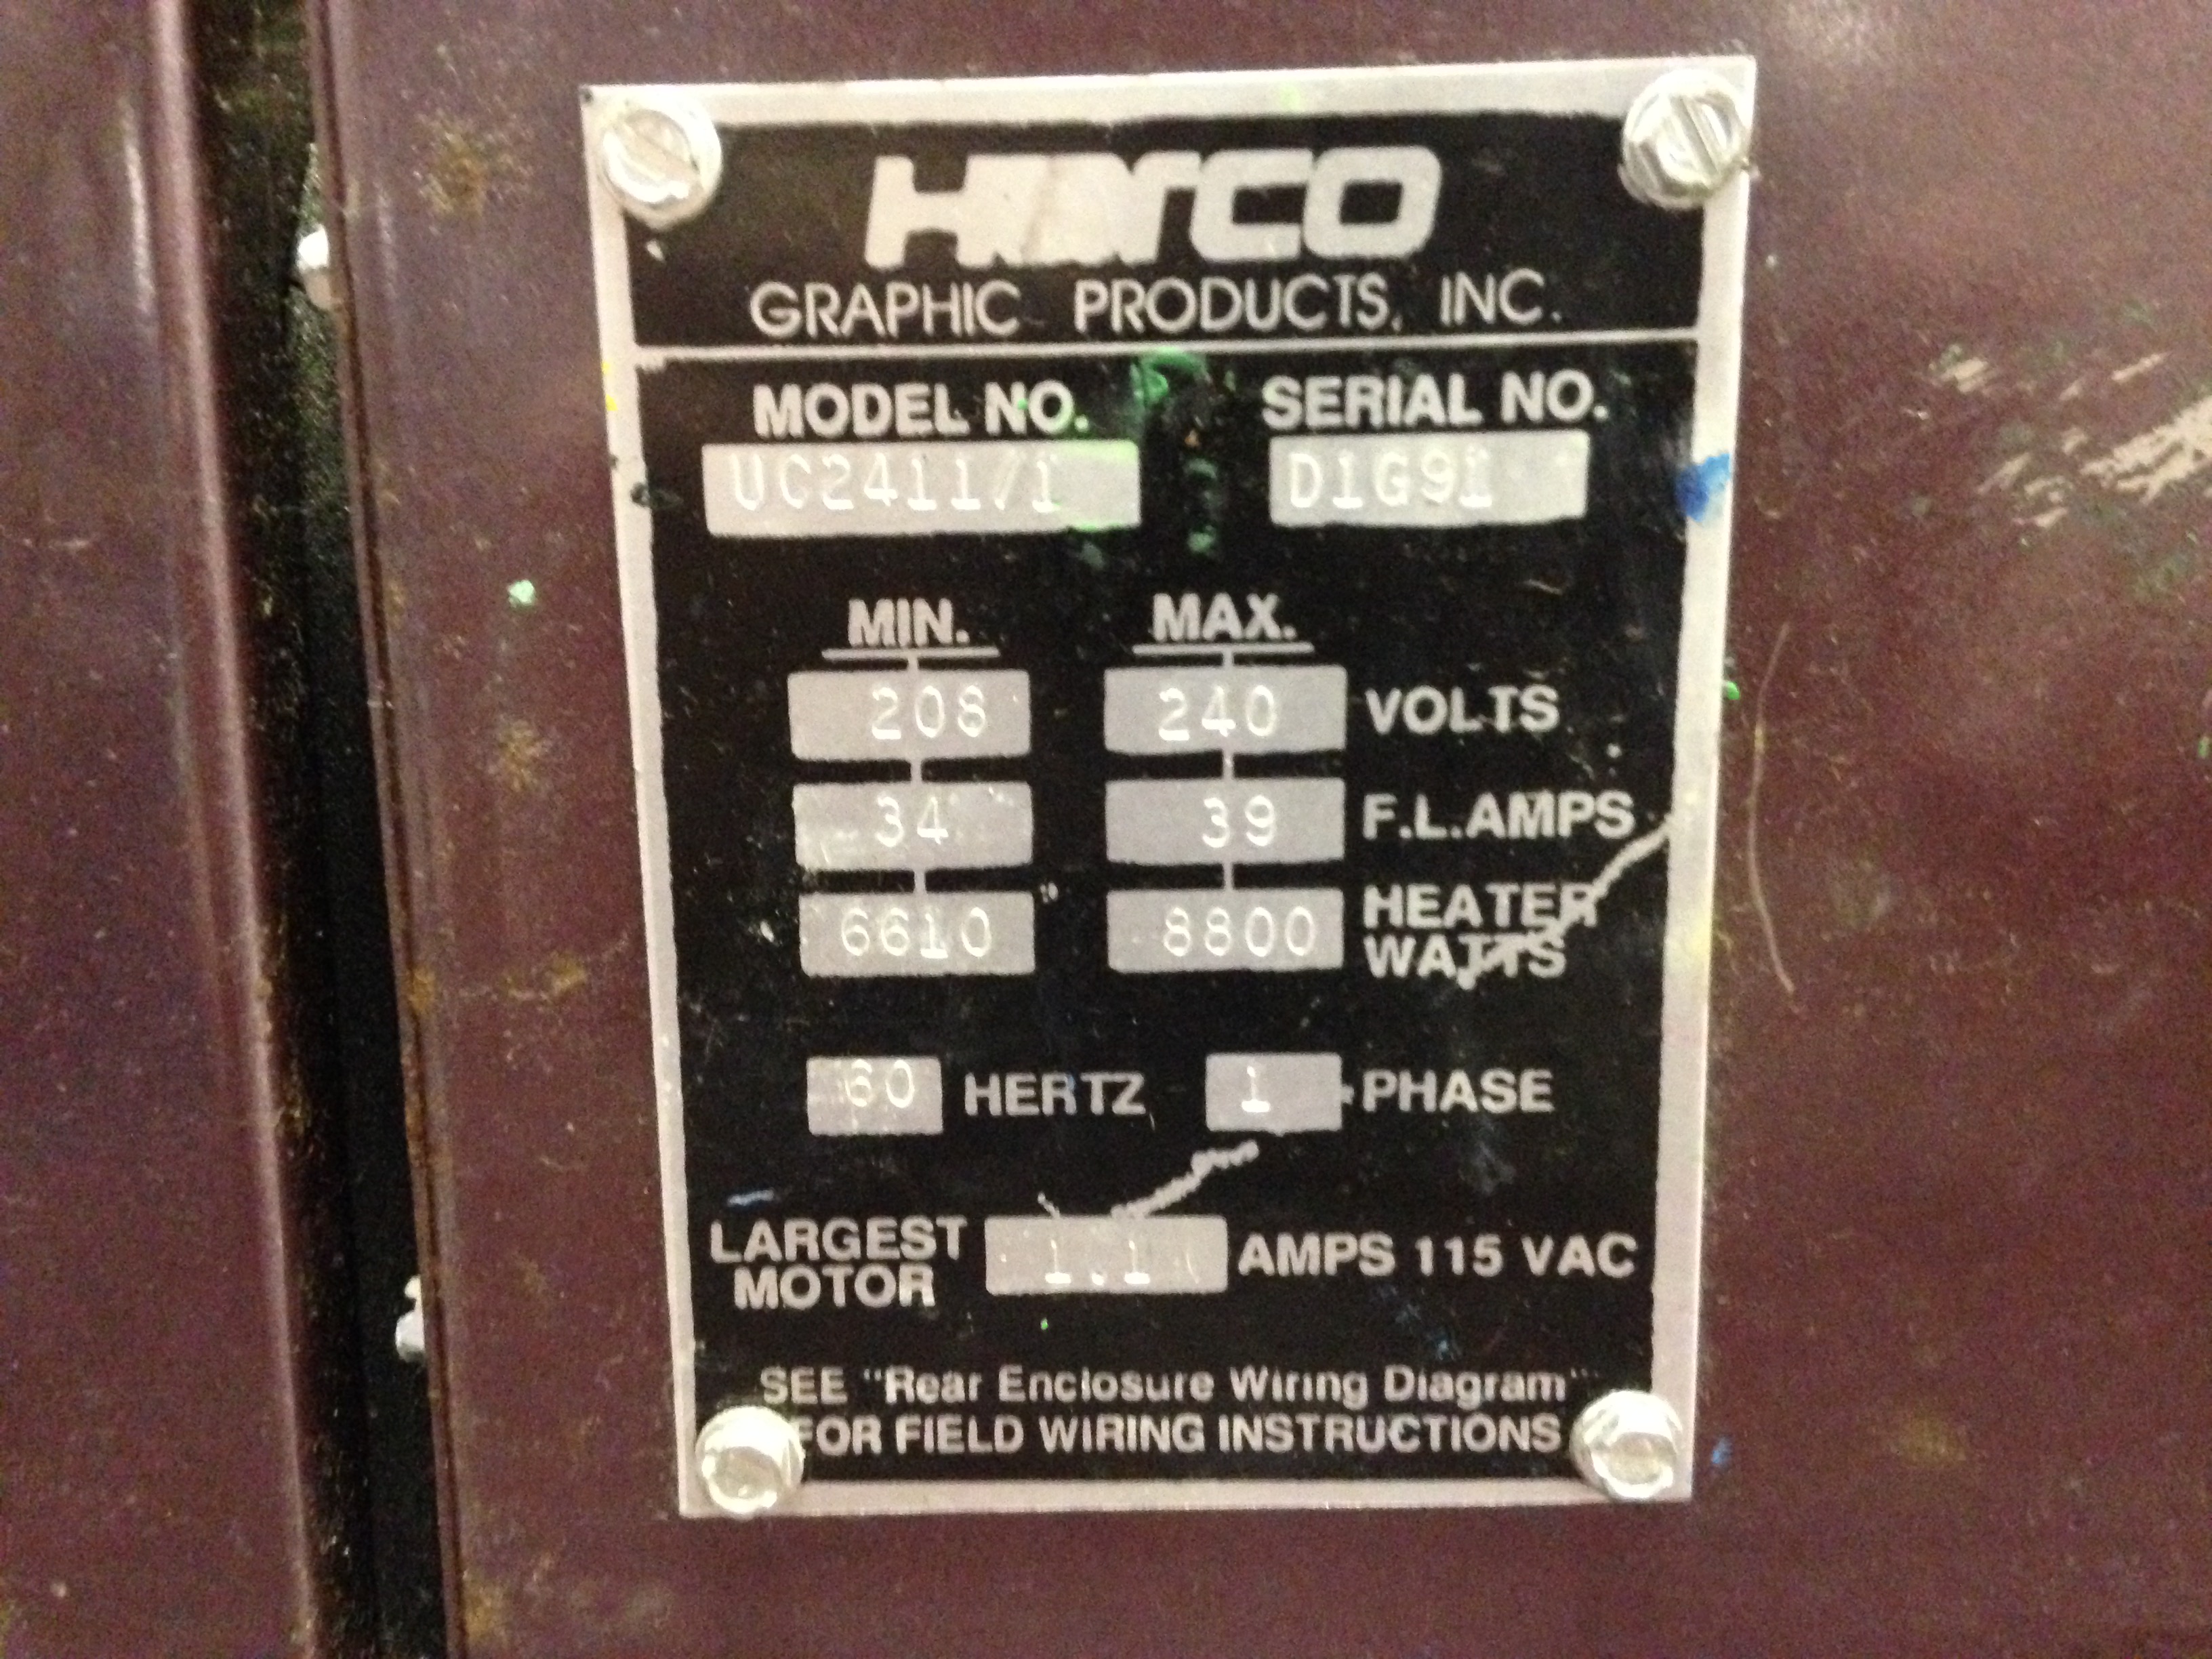 Harco
GRAPHIC PRODUCTS, INC.
MODEL NO. SERIAL NO.
UC2411/1 D1G91
MIN. MAX.
208 240 VOLTS
34 39 F.L.AMPS
6610 8800 HEATER
WATTS
60 HERTZ 1 PHASE
LARGEST
MOTOR 1.1 AMPS 115 VAC
SEE "Rear Enclosure Wiring Diagram"
FOR FIELD WIRING INSTRUCTIONS